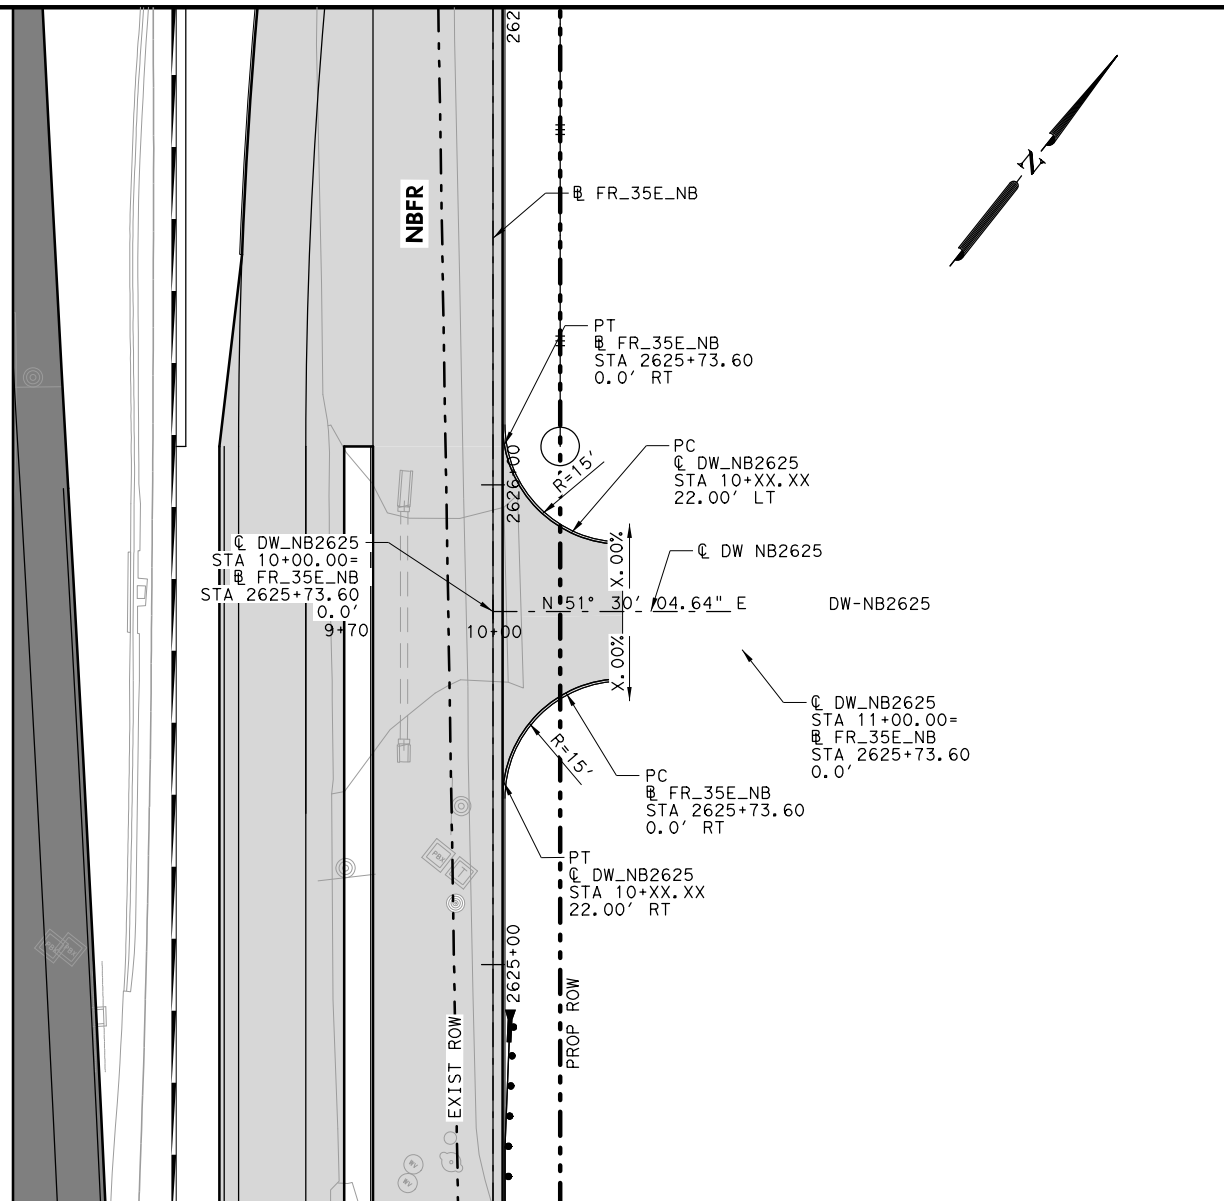 262
N
NBFR
℄ FR_35E_NB
PT
℄ FR_35E_NB
STA 2625+73.60
0.0' RT
PC
℄ DW_NB2625
STA 10+XX.XX
22.00' LT
R=15'
2626+00
℄ DW_NB2625
STA 10+00.00=
℄ FR_35E_NB
STA 2625+73.60
0.0'
9+70
10+00
X.00%
℄ DW NB2625
N 51° 30' 04.64" E
DW-NB2625
X.00%
℄ DW_NB2625
STA 11+00.00=
℄ FR_35E_NB
STA 2625+73.60
0.0'
R=15'
PC
℄ FR_35E_NB
STA 2625+73.60
0.0' RT
PT
℄ DW_NB2625
STA 10+XX.XX
22.00' RT
PBX
T
2625+00
PROP ROW
EXIST ROW
BV
BV